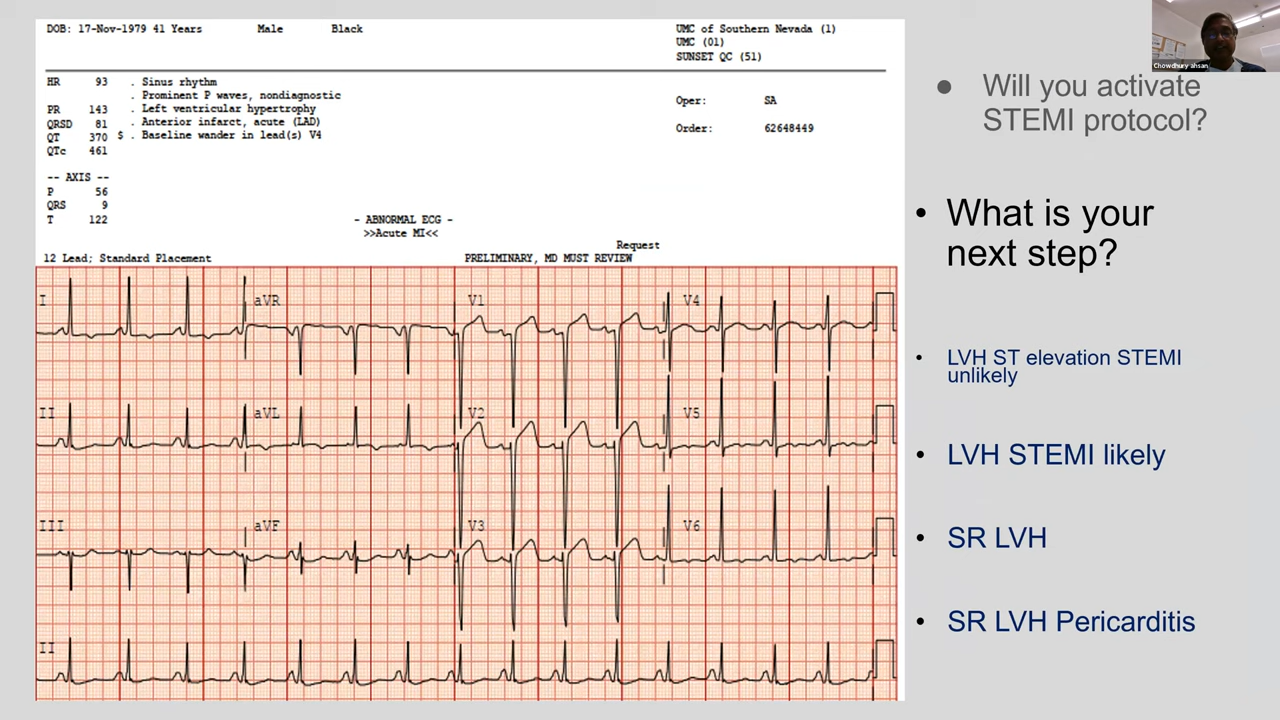 DOB: 17-Nov-1979 41 Years Male Black
UMC of Southern Nevada (1)
UMC (01)
SUNSET QC (51)
HR 93 . Sinus rhythm
. Prominent P waves, nondiagnostic
PR 143 . Left ventricular hypertrophy
QRSD 81 . Anterior infarct, acute (LAD)
QT 370 $ . Baseline wander in lead(s) V4
QTc 461
Oper: SA
Order: 62648449
-- AXIS --
P 56
QRS 9
T 122
- ABNORMAL ECG -
>>Acute MI<<
Request
12 Lead; Standard Placement
PRELIMINARY, MD MUST REVIEW
I aVR V1 V4
II aVL V2 V5
III aVF V3 V6
II
Chowdhury ahsan
● Will you activate
STEMI protocol?
• What is your
next step?
• LVH ST elevation STEMI
unlikely
• LVH STEMI likely
• SR LVH
• SR LVH Pericarditis